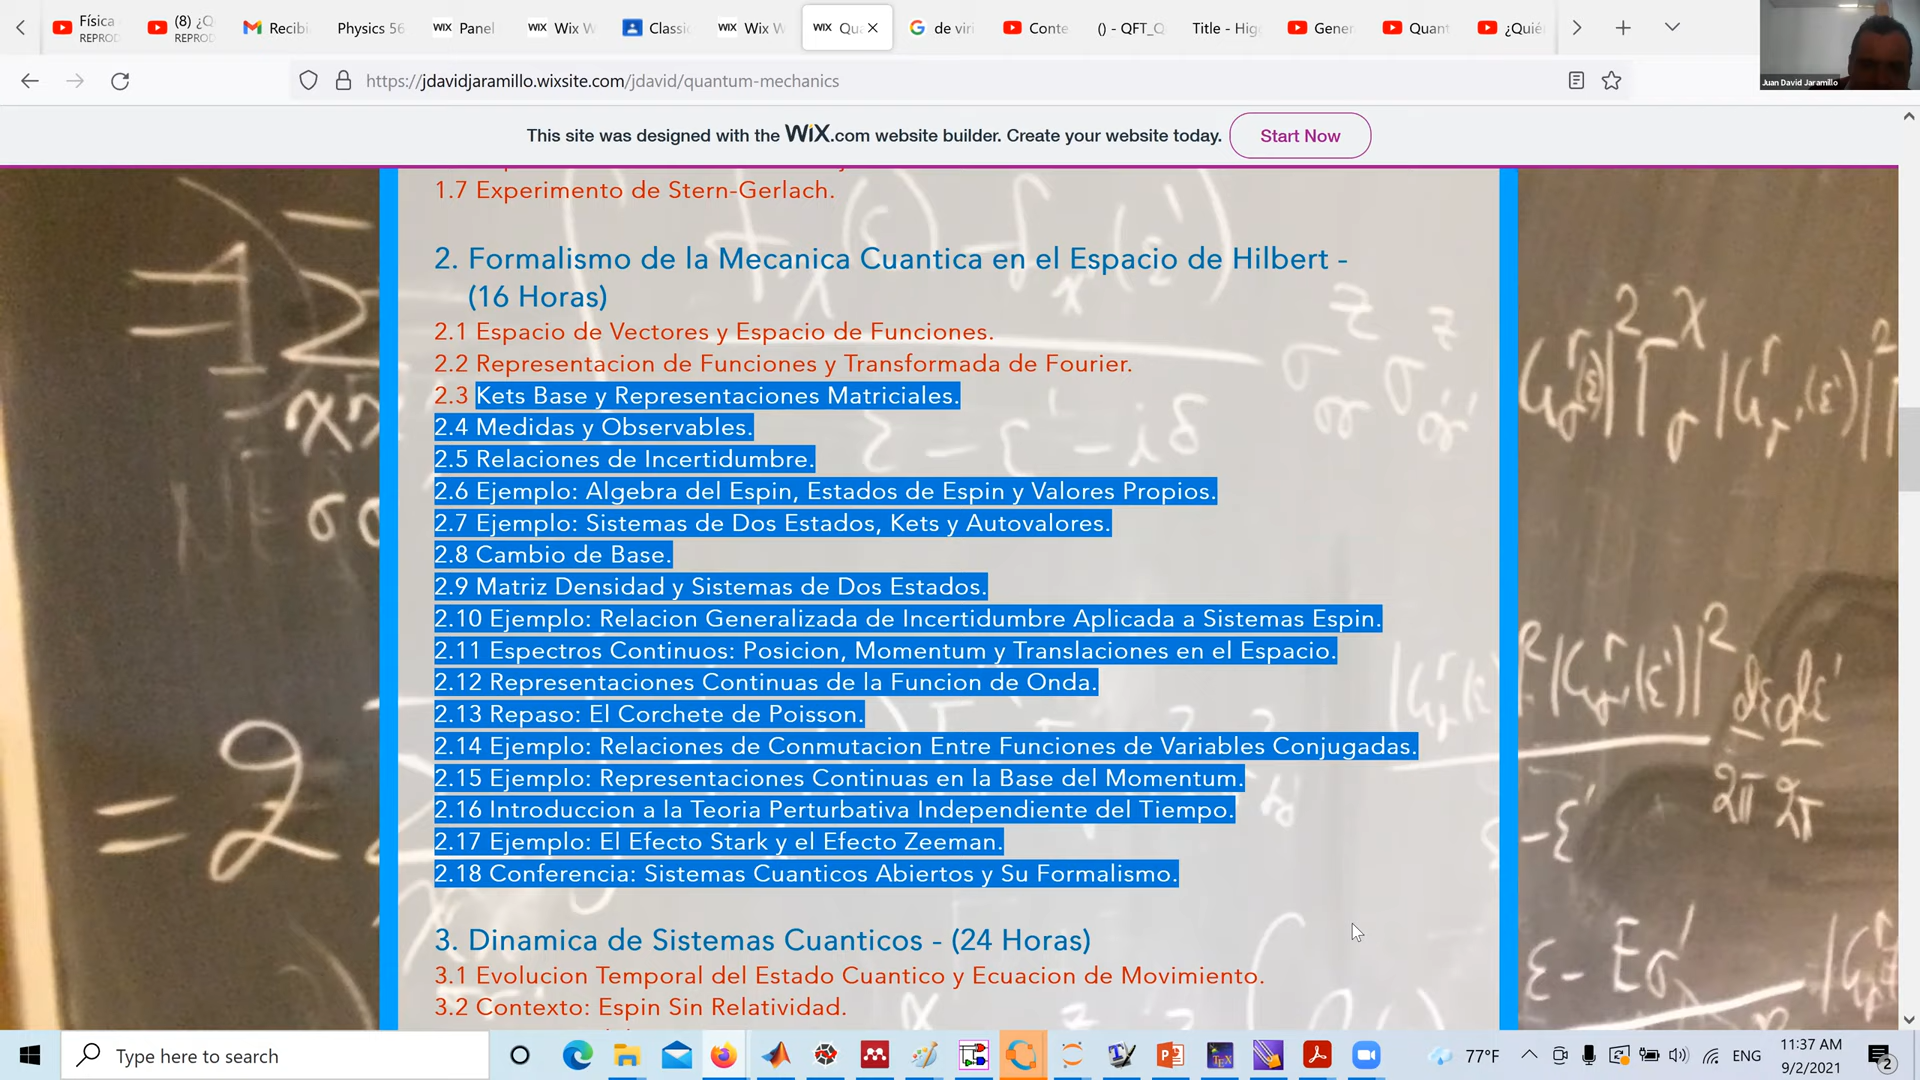 Física
REPROD
(8) ¿Q
REPROD
Recibi
Physics 56
WIX Panel
WIX Wix W
Classic
WIX Wix W
WIX Qua
de viri
Conte
() - QFT_Q
Title - Hig
Gener
Quant
¿Quié
https://jdavidjaramillo.wixsite.com/jdavid/quantum-mechanics
Juan David Jaramillo
This site was designed with the WiX.com website builder. Create your website today.
Start Now
1.7 Experimento de Stern-Gerlach.
2. Formalismo de la Mecanica Cuantica en el Espacio de Hilbert -
(16 Horas)
2.1 Espacio de Vectores y Espacio de Funciones.
2.2 Representacion de Funciones y Transformada de Fourier.
2.3 Kets Base y Representaciones Matriciales.
2.4 Medidas y Observables.
2.5 Relaciones de Incertidumbre.
2.6 Ejemplo: Algebra del Espin, Estados de Espin y Valores Propios.
2.7 Ejemplo: Sistemas de Dos Estados, Kets y Autovalores.
2.8 Cambio de Base.
2.9 Matriz Densidad y Sistemas de Dos Estados.
2.10 Ejemplo: Relacion Generalizada de Incertidumbre Aplicada a Sistemas Espin.
2.11 Espectros Continuos: Posicion, Momentum y Translaciones en el Espacio.
2.12 Representaciones Continuas de la Funcion de Onda.
2.13 Repaso: El Corchete de Poisson.
2.14 Ejemplo: Relaciones de Conmutacion Entre Funciones de Variables Conjugadas.
2.15 Ejemplo: Representaciones Continuas en la Base del Momentum.
2.16 Introduccion a la Teoria Perturbativa Independiente del Tiempo.
2.17 Ejemplo: El Efecto Stark y el Efecto Zeeman.
2.18 Conferencia: Sistemas Cuanticos Abiertos y Su Formalismo.
3. Dinamica de Sistemas Cuanticos - (24 Horas)
3.1 Evolucion Temporal del Estado Cuantico y Ecuacion de Movimiento.
3.2 Contexto: Espin Sin Relatividad.
Type here to search
77°F
ENG
11:37 AM
9/2/2021
2